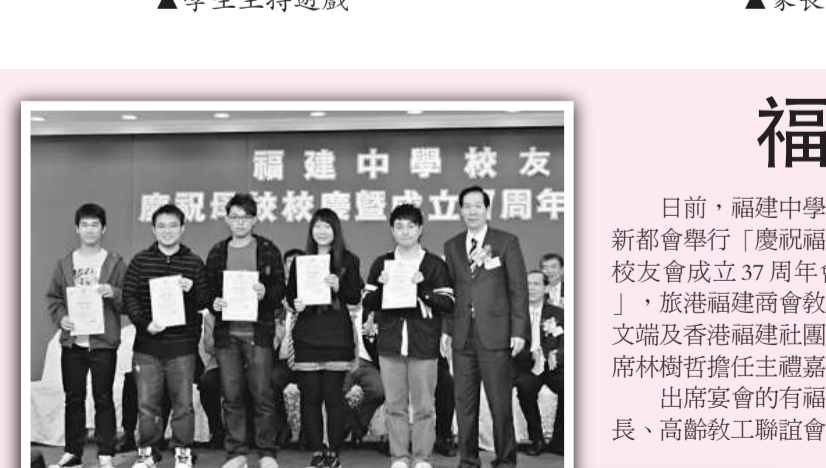 ▲學生主持遊戲
▲家長
福建中學校友
慶祝母校校慶暨成立37周年
福
日前，福建中學
新都會舉行「慶祝福
校友會成立37周年會
」，旅港福建商會教
文端及香港福建社團
席林樹哲擔任主禮嘉
出席宴會的有福
長、高齡教工聯誼會